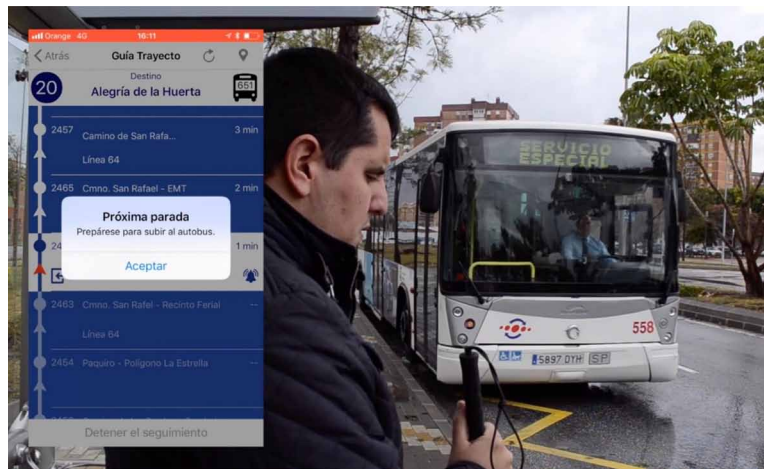 Orange 4G 16:11
Atrás Guía Trayecto
20 Destino 651
Alegría de la Huerta
2457 Camino de San Rafa... 3 min
Línea 64
2465 Cmno. San Rafael - EMT 2 min
Próxima parada
Prepárese para subir al autobus.
Aceptar
1 min
2463 Cmno. San Rafel - Recinto Ferial --
Línea 64
2464 Paquiro - Poligono La Estrella --
Detener el seguimiento
SERVICIO
ESPECIAL
558
5897 DYH SP